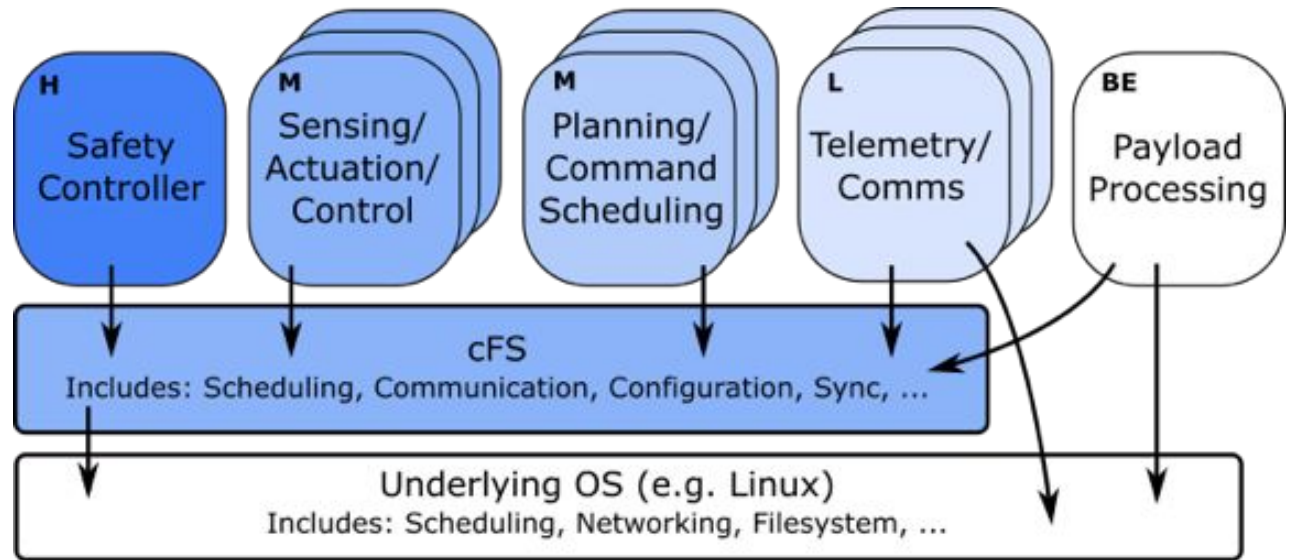 H
Safety
Controller
M
Sensing/
Actuation/
Control
M
Planning/
Command
Scheduling
L
Telemetry/
Comms
BE
Payload
Processing
cFS
Includes: Scheduling, Communication, Configuration, Sync, ...
Underlying OS (e.g. Linux)
Includes: Scheduling, Networking, Filesystem, ...